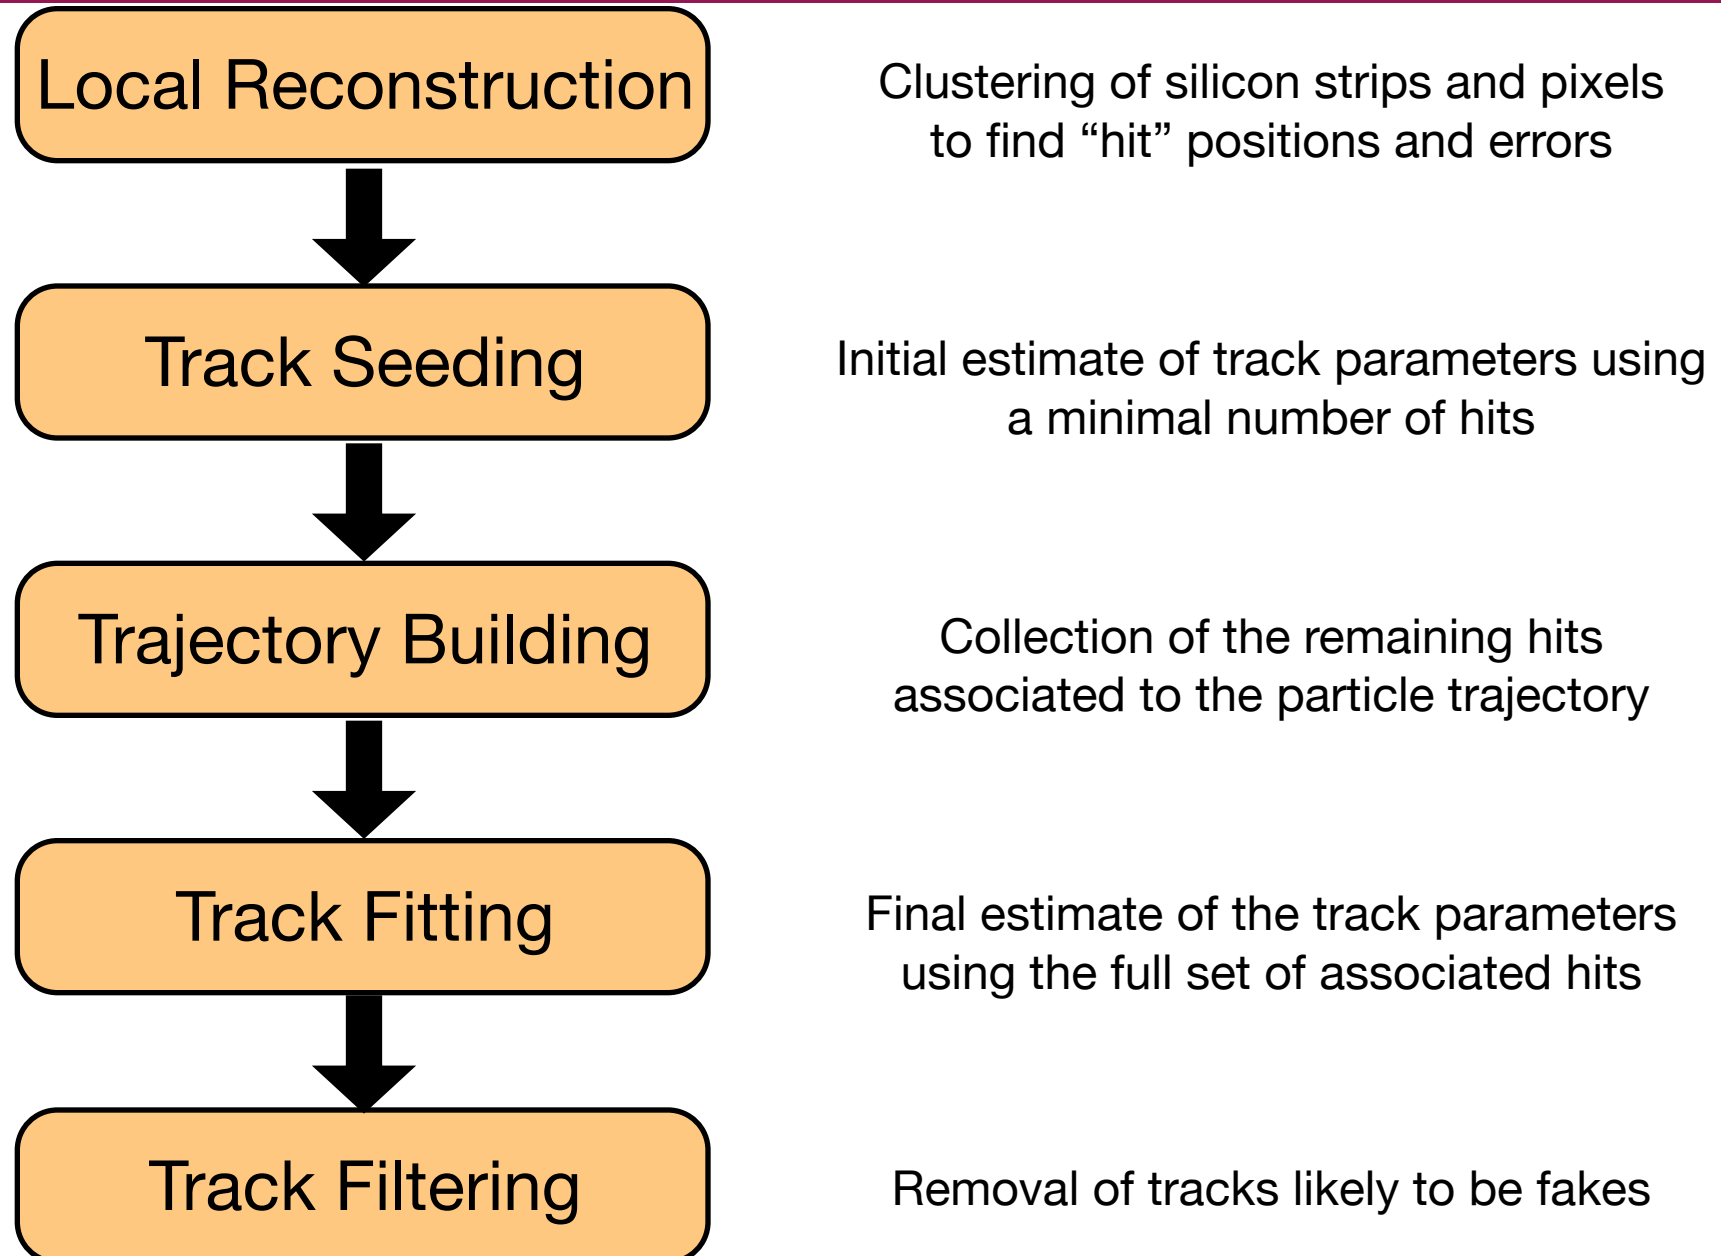 Local Reconstruction
Clustering of silicon strips and pixels
to find “hit” positions and errors
Track Seeding
Initial estimate of track parameters using
a minimal number of hits
Trajectory Building
Collection of the remaining hits
associated to the particle trajectory
Track Fitting
Final estimate of the track parameters
using the full set of associated hits
Track Filtering
Removal of tracks likely to be fakes